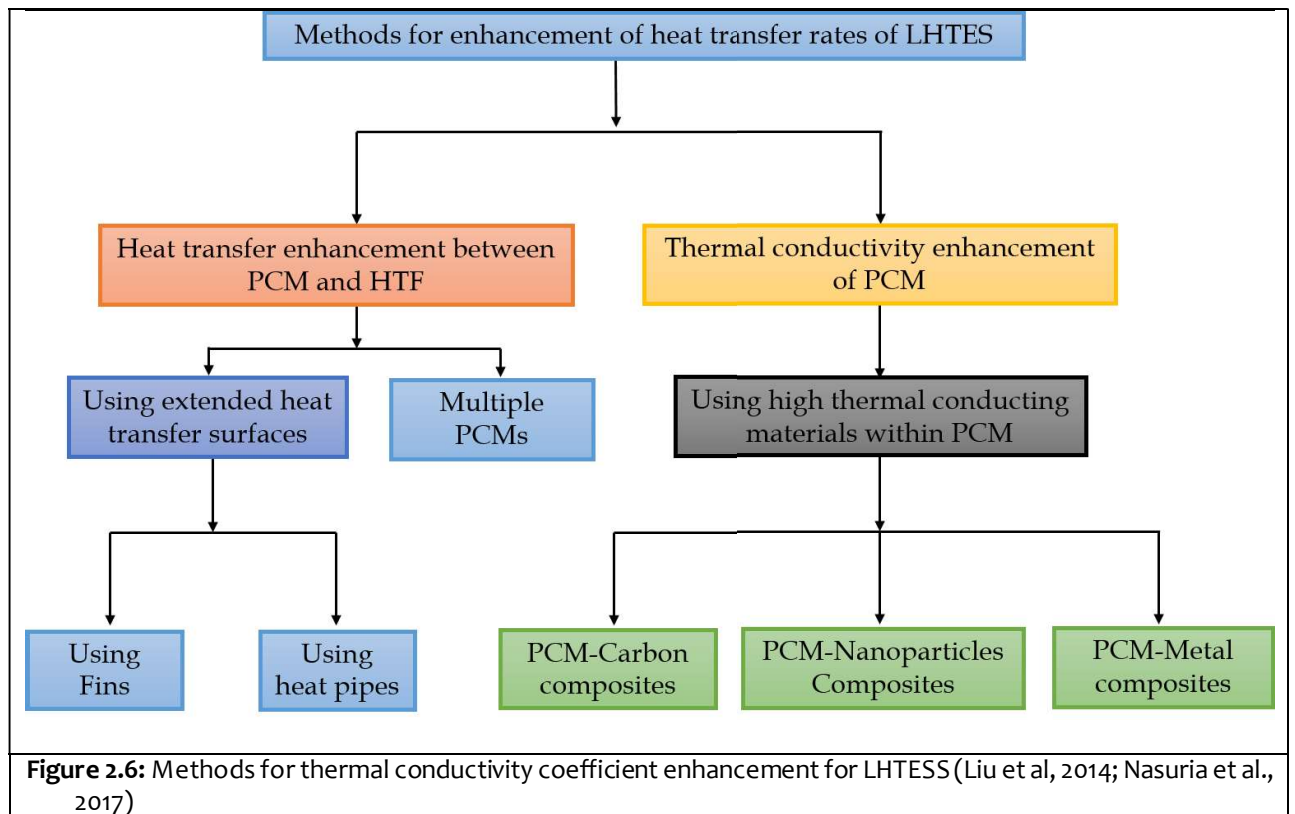 Methods for enhancement of heat transfer rates of LHTES
Heat transfer enhancement between
PCM and HTF
Thermal conductivity enhancement
of PCM
Using extended heat
transfer surfaces
Multiple
PCMs
Using high thermal conducting
materials within PCM
Using
Fins
Using
heat pipes
PCM-Carbon
composites
PCM-Nanoparticles
Composites
PCM-Metal
composites
Figure 2.6: Methods for thermal conductivity coefficient enhancement for LHTESS (Liu et al, 2014; Nasuria et al.,
2017)